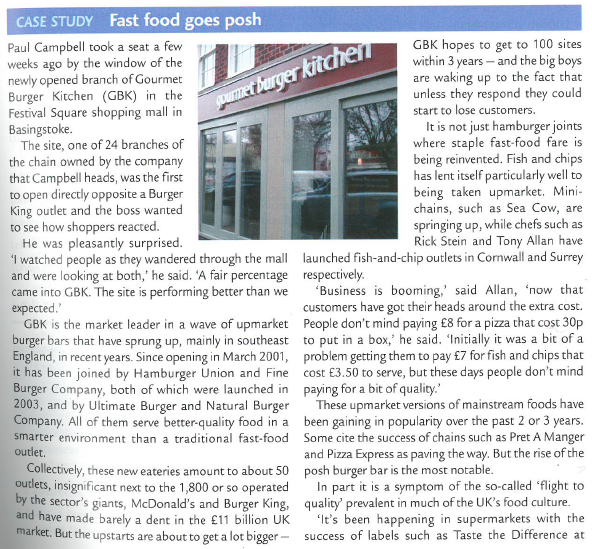 CASE STUDY Fast food goes posh
Paul Campbell took a seat a few
weeks ago by the window of the
newly opened branch of Gourmet
Burger Kitchen (GBK) in the
Festival Square shopping mall in
Basingstoke.
The site, one of 24 branches of
the chain owned by the company
that Campbell heads, was the first
to open directly opposite a Burger
King outlet and the boss wanted
to see how shoppers reacted.
He was pleasantly surprised.
'I watched people as they wandered through the mall
and were looking at both,' he said. 'A fair percentage
came into GBK. The site is performing better than we
expected.'
GBK is the market leader in a wave of upmarket
burger bars that have sprung up, mainly in southeast
England, in recent years. Since opening in March 2001,
it has been joined by Hamburger Union and Fine
Burger Company, both of which were launched in
2003, and by Ultimate Burger and Natural Burger
Company. All of them serve better-quality food in a
smarter environment than a traditional fast-food
outlet.
Collectively, these new eateries amount to about 50
outlets, insignificant next to the 1,800 or so operated
by the sector's giants, McDonald's and Burger King,
and have made barely a dent in the £11 billion UK
market. But the upstarts are about to get a lot bigger –
gourmet burger kitchen
GBK hopes to get to 100 sites
within 3 years – and the big boys
are waking up to the fact that
unless they respond they could
start to lose customers.
It is not just hamburger joints
where staple fast-food fare is
being reinvented. Fish and chips
has lent itself particularly well to
being taken upmarket. Mini-
chains, such as Sea Cow, are
springing up, while chefs such as
Rick Stein and Tony Allan have
launched fish-and-chip outlets in Cornwall and Surrey
respectively.
'Business is booming,' said Allan, 'now that
customers have got their heads around the extra cost.
People don't mind paying £8 for a pizza that cost 30p
to put in a box,' he said. 'Initially it was a bit of a
problem getting them to pay £7 for fish and chips that
cost £3.50 to serve, but these days people don't mind
paying for a bit of quality.'
These upmarket versions of mainstream foods have
been gaining in popularity over the past 2 or 3 years.
Some cite the success of chains such as Pret A Manger
and Pizza Express as paving the way. But the rise of the
posh burger bar is the most notable.
In part it is a symptom of the so-called 'flight to
quality' prevalent in much of the UK's food culture.
'It's been happening in supermarkets with the
success of labels such as Taste the Difference at